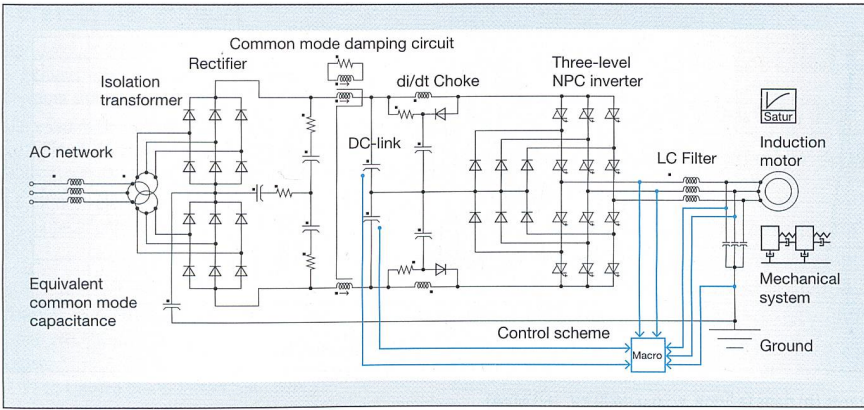 Common mode damping circuit
Rectifier
Isolation
transformer
di/dt Choke
Three-level
NPC inverter
Satur
AC network
DC-link
LC Filter
Induction
motor
Equivalent
common mode
capacitance
Mechanical
system
Control scheme
Macro
Ground